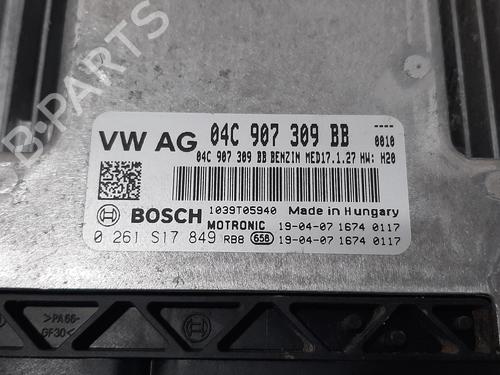 VW AG 04C 907 309 BB ----
0010
04C 907 309 BB BENZIN MED17.1.27 HW: H20
BOSCH 1039T05940 Made in Hungary
MOTRONIC 19-04-07 1674 0117
0 261 S17 849 RB8 658 19-04-07 1674 0117
>PA66-
GF30<
B-PARTS